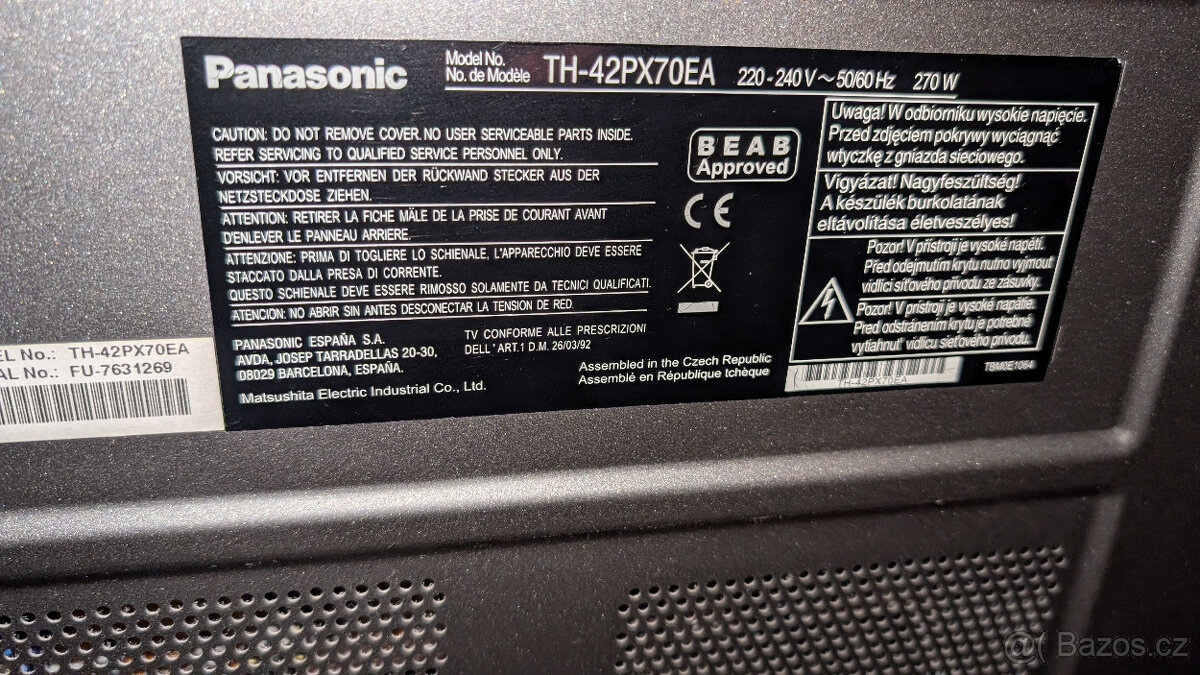 Panasonic
Model No.
No. de Modèle TH-42PX70EA 220-240 V ~ 50/60 Hz 270 W
CAUTION: DO NOT REMOVE COVER. NO USER SERVICEABLE PARTS INSIDE.
REFER SERVICING TO QUALIFIED SERVICE PERSONNEL ONLY.
VORSICHT: VOR ENTFERNEN DER RÜCKWAND STECKER AUS DER
NETZSTECKDOSE ZIEHEN.
ATTENTION: RETIRER LA FICHE MÂLE DE LA PRISE DE COURANT AVANT
D'ENLEVER LE PANNEAU ARRIERE.
ATTENZIONE: PRIMA DI TOGLIERE LO SCHIENALE, L'APPARECCHIO DEVE ESSERE
STACCATO DALLA PRESA DI CORRENTE.
QUESTO SCHIENALE DEVE ESSERE RIMOSSO SOLAMENTE DA TECNICI QUALIFICATI.
ATENCION: NO ABRIR SIN ANTES DESCONECTAR LA TENSION DE RED.
PANASONIC ESPAÑA S.A.
AVDA, JOSEP TARRADELLAS 20-30,
08029 BARCELONA, ESPAÑA.
Matsushita Electric Industrial Co., Ltd.
TV CONFORME ALLE PRESCRIZIONI
DELL' ART.1 D.M. 26/03/92
Assembled in the Czech Republic
Assemblé en République tchèque
BEAB
Approved
CE
Uwaga! W odbiorniku wysokie napięcie.
Przed zdjęciem pokrywy wyciągnąć
wtyczkę z gniazda sieciowego.
Vigyázat! Nagyfeszültség!
A készülék burkolatának
eltávolítása életveszélyes!
Pozor! V přístroji je vysoké napětí.
Před odejmutím krytu nutno vyjmout
vidlici síťového přívodu ze zásuvky.
Pozor! V prístroji je vysoké napätie.
Pred odstránením krytu je potrebné
vytiahnuť vidlicu sieťového prívodu.
TH-42PX70EA
TBM0E1064
EL No.: TH-42PX70EA
AL No.: FU-7631269
@( Bazos.cz